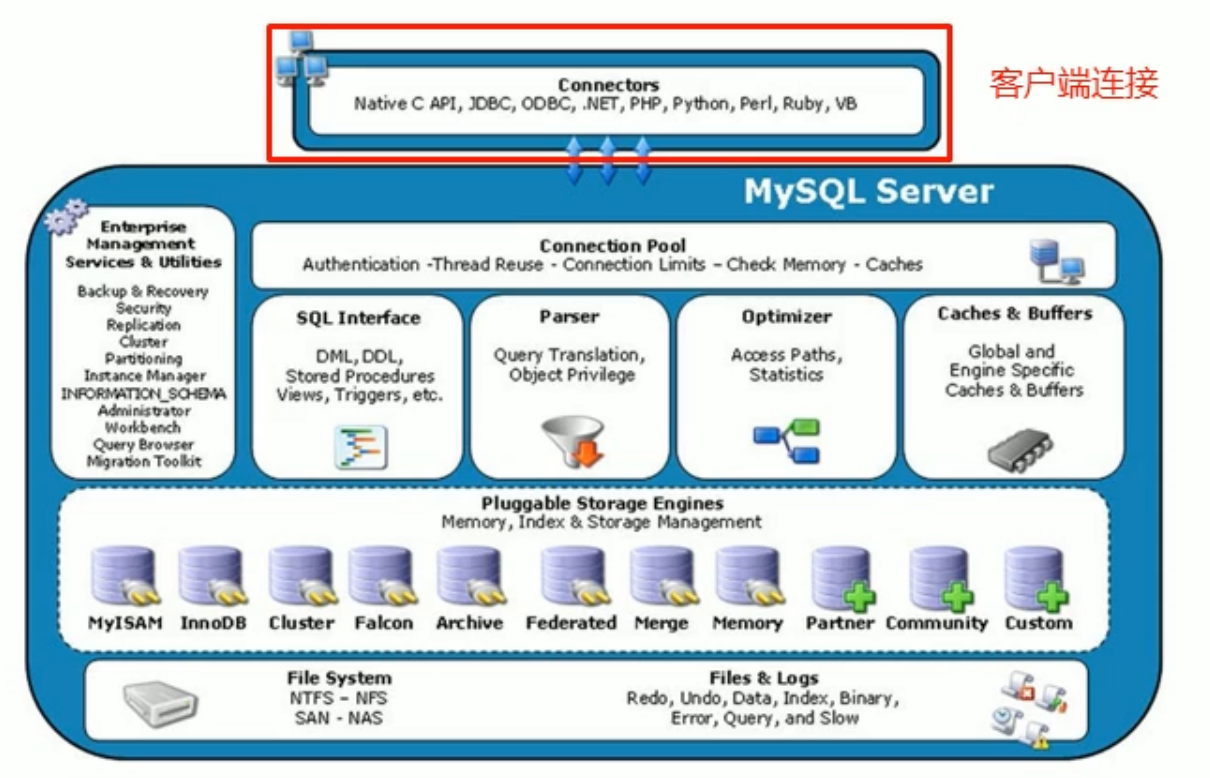 Connectors
Native C API, JDBC, ODBC, .NET, PHP, Python, Perl, Ruby, VB
客户端连接
MySQL Server
Enterprise
Management
Services & Utilities
Backup & Recovery
Security
Replication
Cluster
Partitioning
Instance Manager
INFORMATION_SCHEMA
Administrator
Workbench
Query Browser
Migration Toolkit
Connection Pool
Authentication -Thread Reuse - Connection Limits – Check Memory - Caches
SQL Interface
DML, DDL,
Stored Procedures
Views, Triggers, etc.
Parser
Query Translation,
Object Privilege
Optimizer
Access Paths,
Statistics
Caches & Buffers
Global and
Engine Specific
Caches & Buffers
Pluggable Storage Engines
Memory, Index & Storage Management
MyISAM InnoDB Cluster Falcon Archive Federated Merge Memory Partner Community Custom
File System
NTFS – NFS
SAN - NAS
Files & Logs
Redo, Undo, Data, Index, Binary,
Error, Query, and Slow